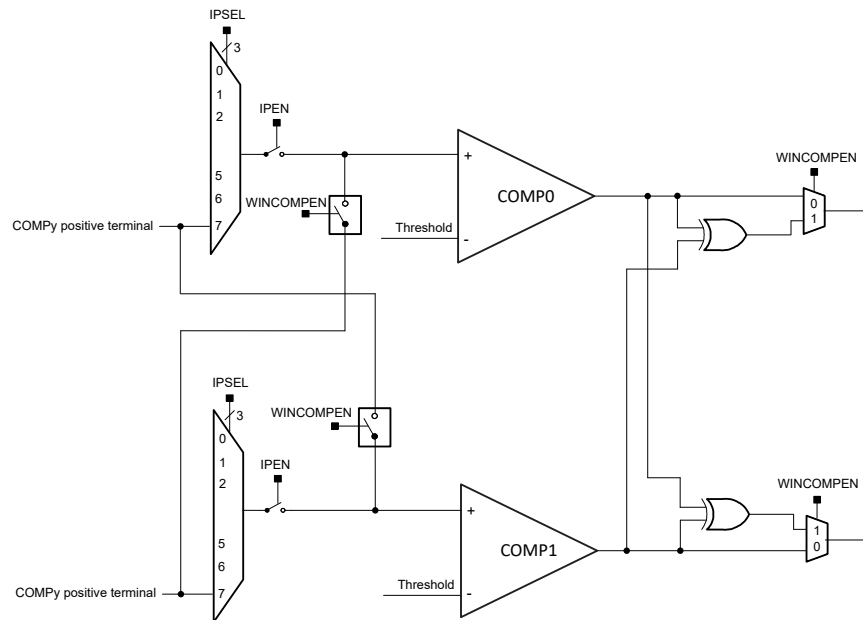 IPSEL
3
0
1
2
5
6
7
IPEN
WINCOMPEN
COMPy positive terminal
+
COMP0
Threshold
-
WINCOMPEN
0
1
IPSEL
3
0
1
2
5
6
7
WINCOMPEN
IPEN
COMPy positive terminal
+
COMP1
Threshold
-
WINCOMPEN
1
0